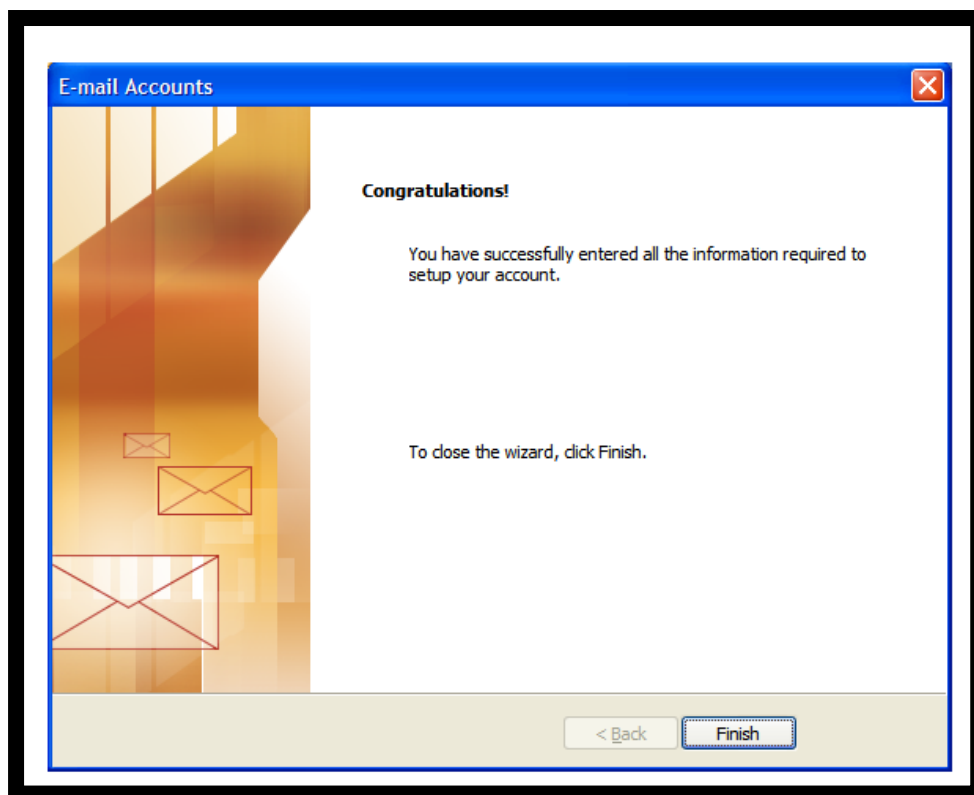 E-mail Accounts
Congratulations!
You have successfully entered all the information required to
setup your account.
To close the wizard, click Finish.
< Back Finish